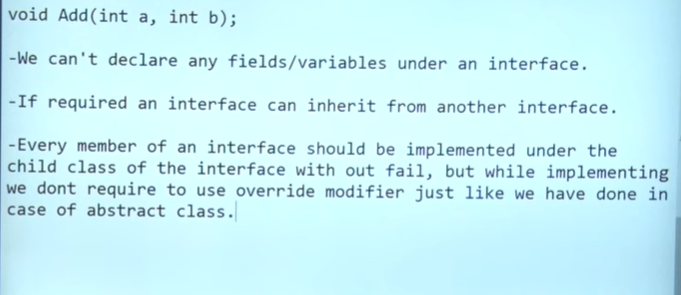 void Add(int a, int b);
-We can't declare any fields/variables under an interface.
-If required an interface can inherit from another interface.
-Every member of an interface should be implemented under the
child class of the interface with out fail, but while implementing
we dont require to use override modifier just like we have done in
case of abstract class.